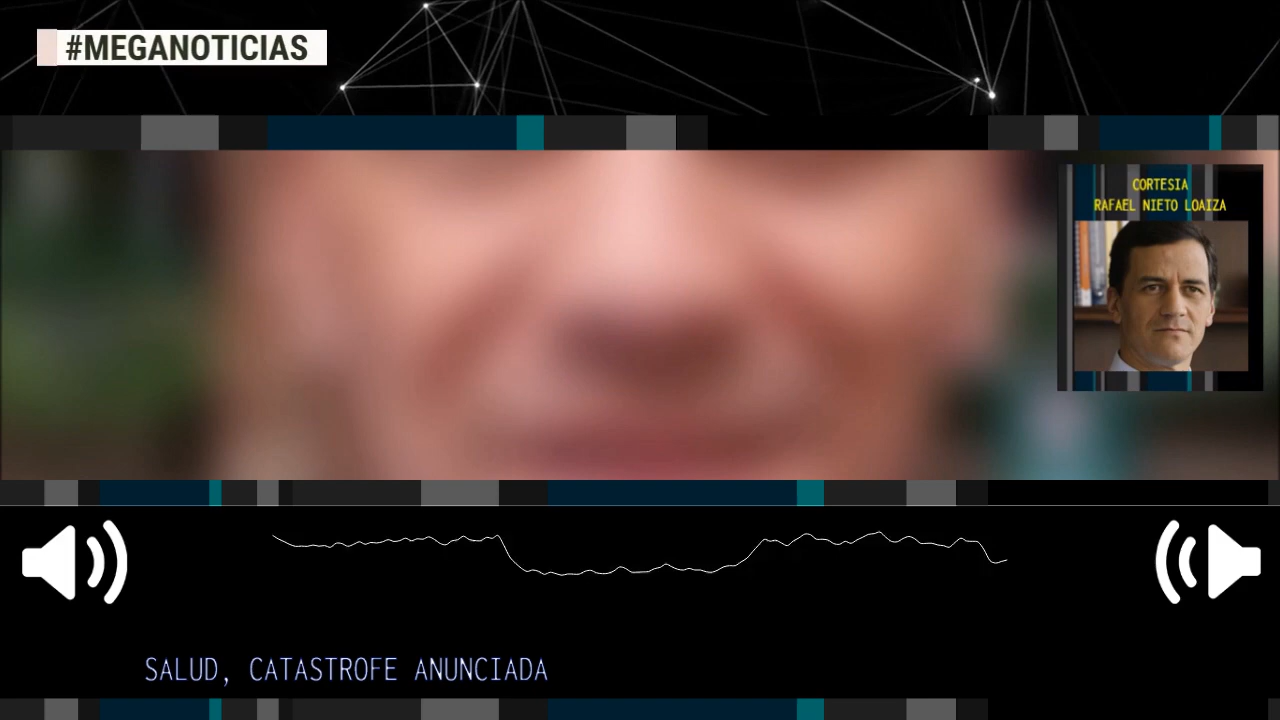 #MEGANOTICIAS
CORTESIA
RAFAEL NIETO LOAIZA
SALUD, CATASTROFE ANUNCIADA